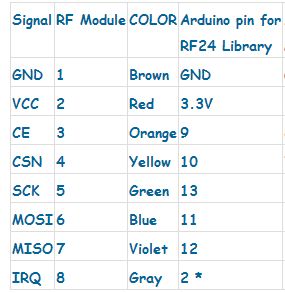 Signal RF Module COLOR Arduino pin for
RF24 Library
GND 1 Brown GND
VCC 2 Red 3.3V
CE 3 Orange 9
CSN 4 Yellow 10
SCK 5 Green 13
MOSI 6 Blue 11
MISO 7 Violet 12
IRQ 8 Gray 2 *